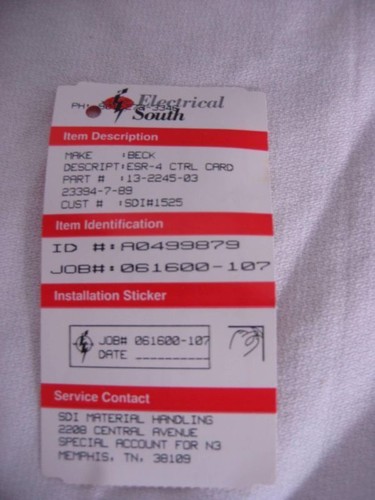 Electrical
South
PH:
Item Description
MAKE :BECK
DESCRIPT:ESR-4 CTRL CARD
PART # :13-2245-03
23394-7-89
CUST # :SDI#1525
Item Identification
ID #:A0499879
JOB#:061600-107
Installation Sticker
JOB# 061600-107
DATE
Service Contact
SDI MATERIAL HANDLING
2208 CENTRAL AVENUE
SPECIAL ACCOUNT FOR N3
MEMPHIS, TN, 38109